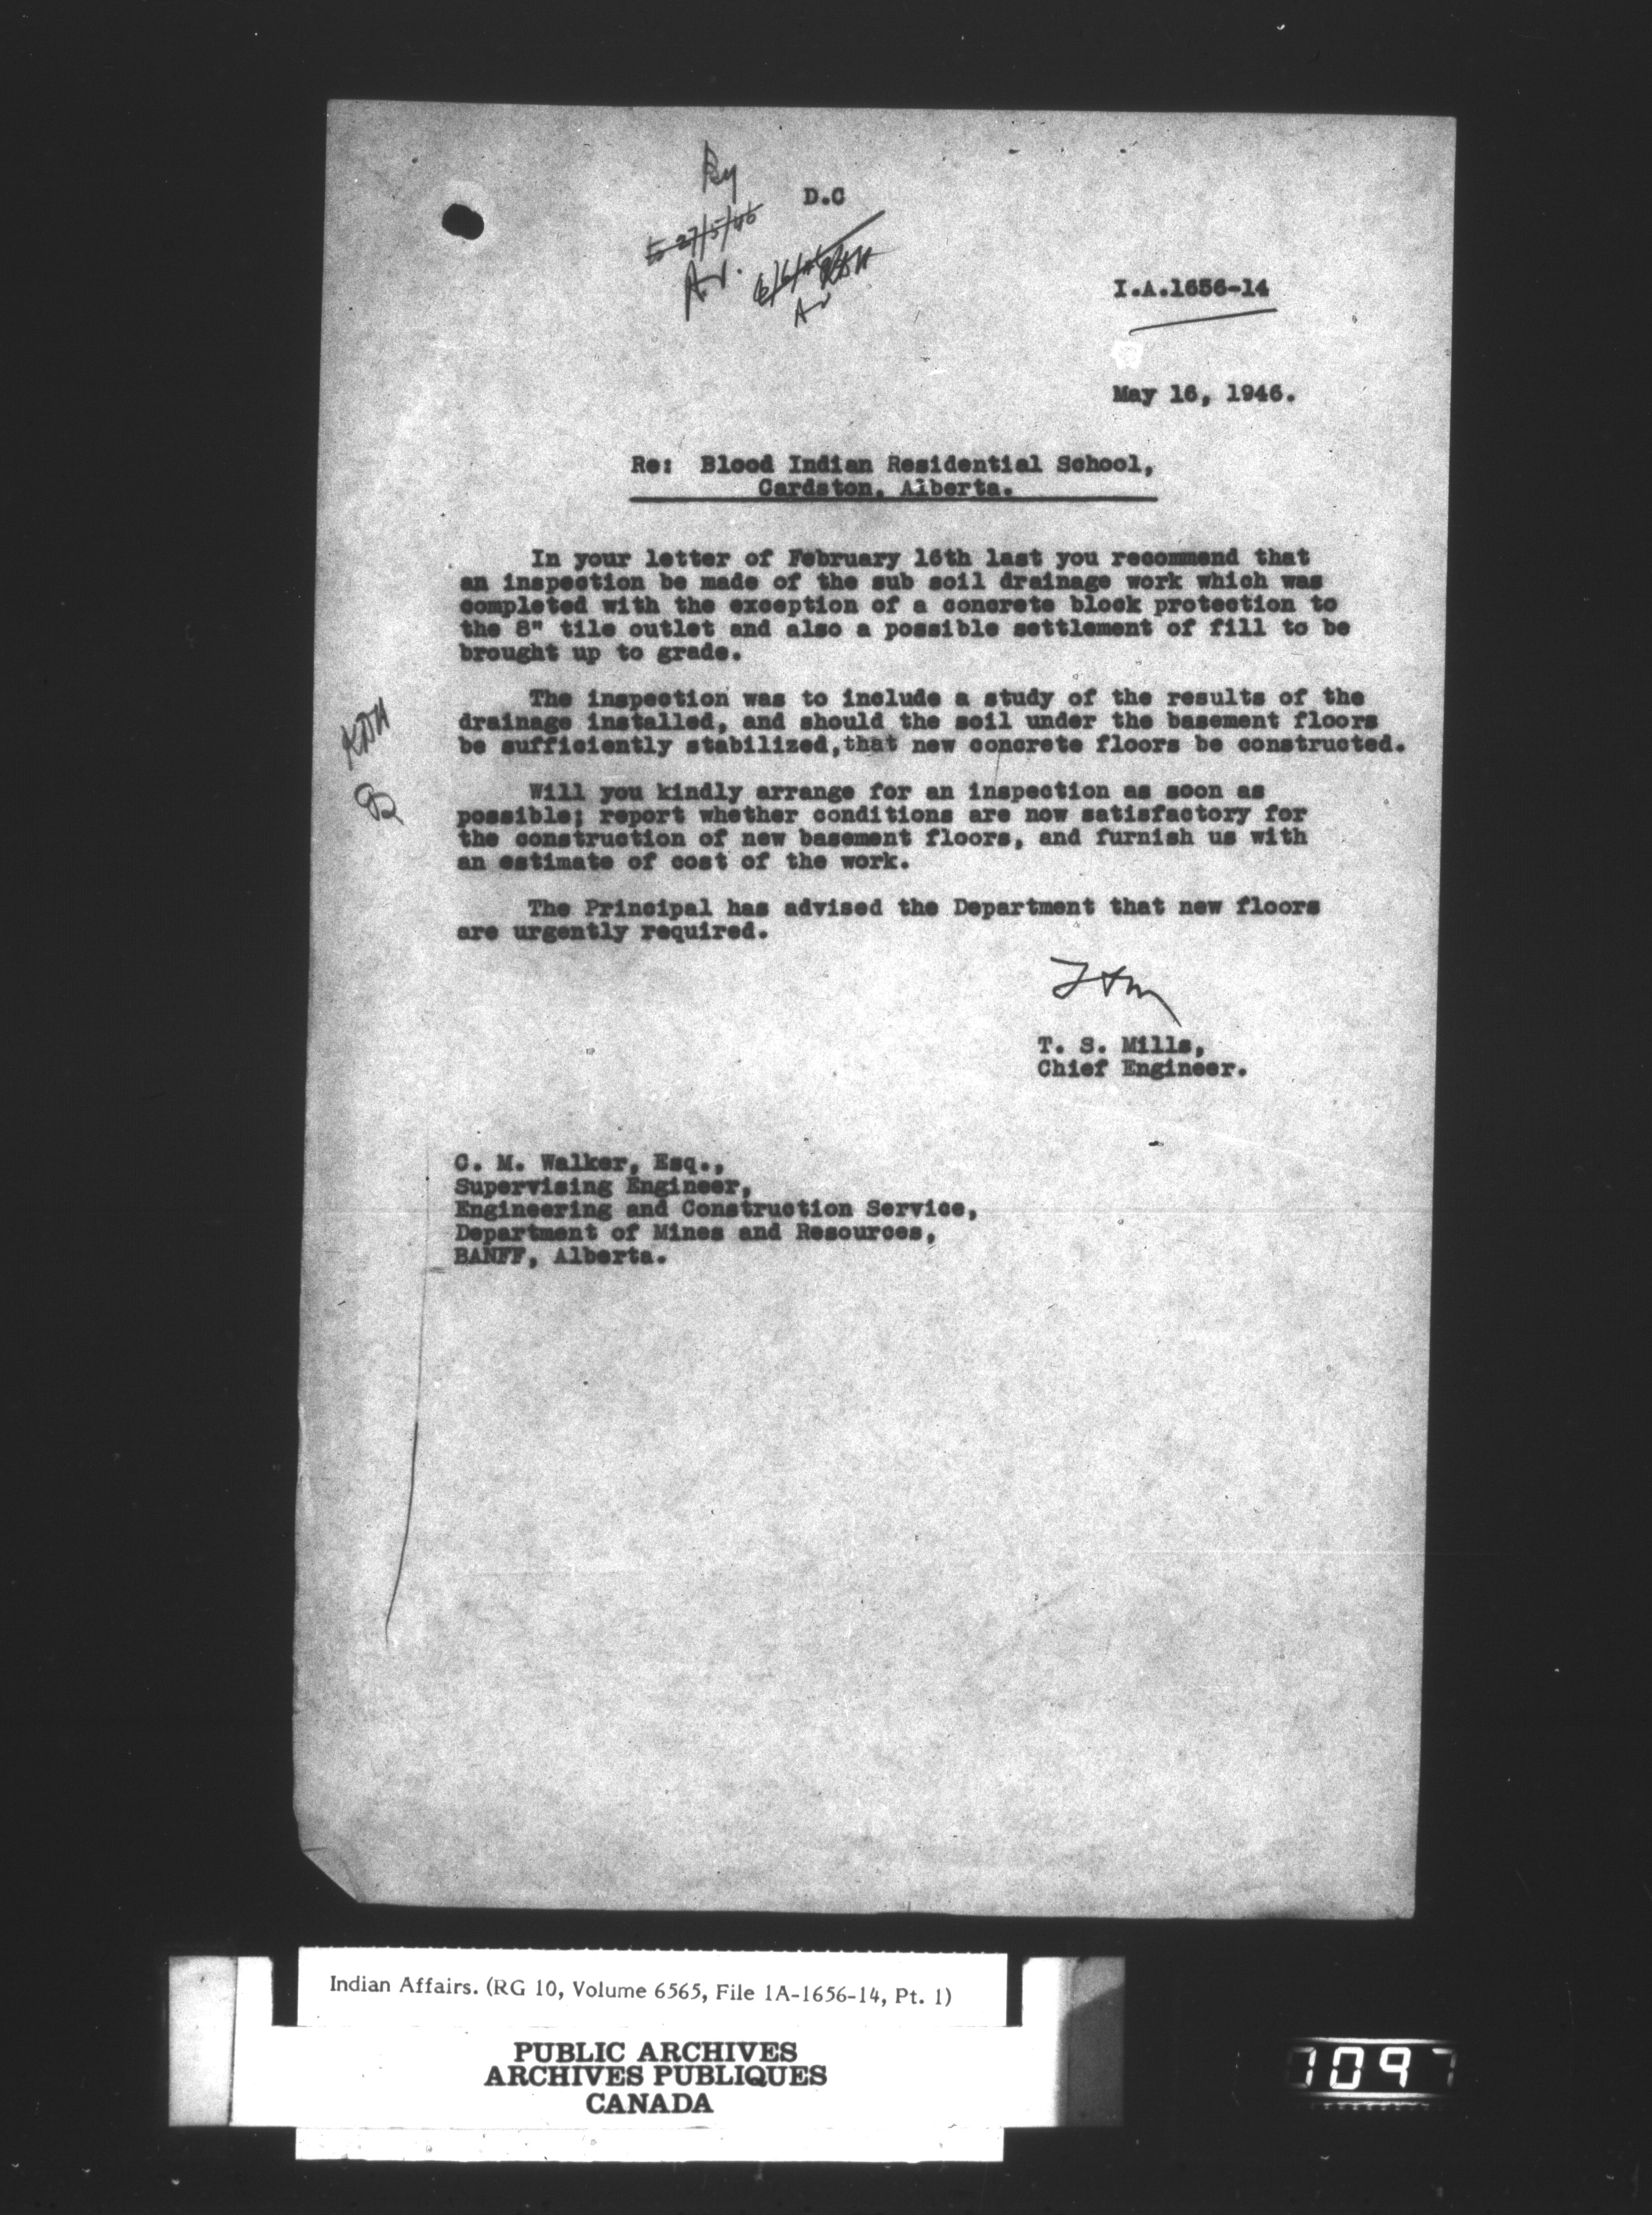 By
D.C
27/5/46
I.A.1656-14
May 16, 1946.
Re: Blood Indian Residential School,
Cardston, Alberta.
In your letter of February 16th last you recommend that
an inspection be made of the sub soil drainage work which was
completed with the exception of a concrete block protection to
the 8" tile outlet and also a possible settlement of fill to be
brought up to grade.
The inspection was to include a study of the results of the
drainage installed, and should the soil under the basement floors
be sufficiently stabilized, that new concrete floors be constructed.
Will you kindly arrange for an inspection as soon as
possible; report whether conditions are now satisfactory for
the construction of new basement floors, and furnish us with
an estimate of cost of the work.
The Principal has advised the Department that new floors
are urgently required.
T. S. Mills,
Chief Engineer.
C. M. Walker, Esq.,
Supervising Engineer,
Engineering and Construction Service,
Department of Mines and Resources,
BANFF, Alberta.
Indian Affairs. (RG 10, Volume 6565, File 1A-1656-14, Pt. 1)
PUBLIC ARCHIVES
ARCHIVES PUBLIQUES
CANADA
1097